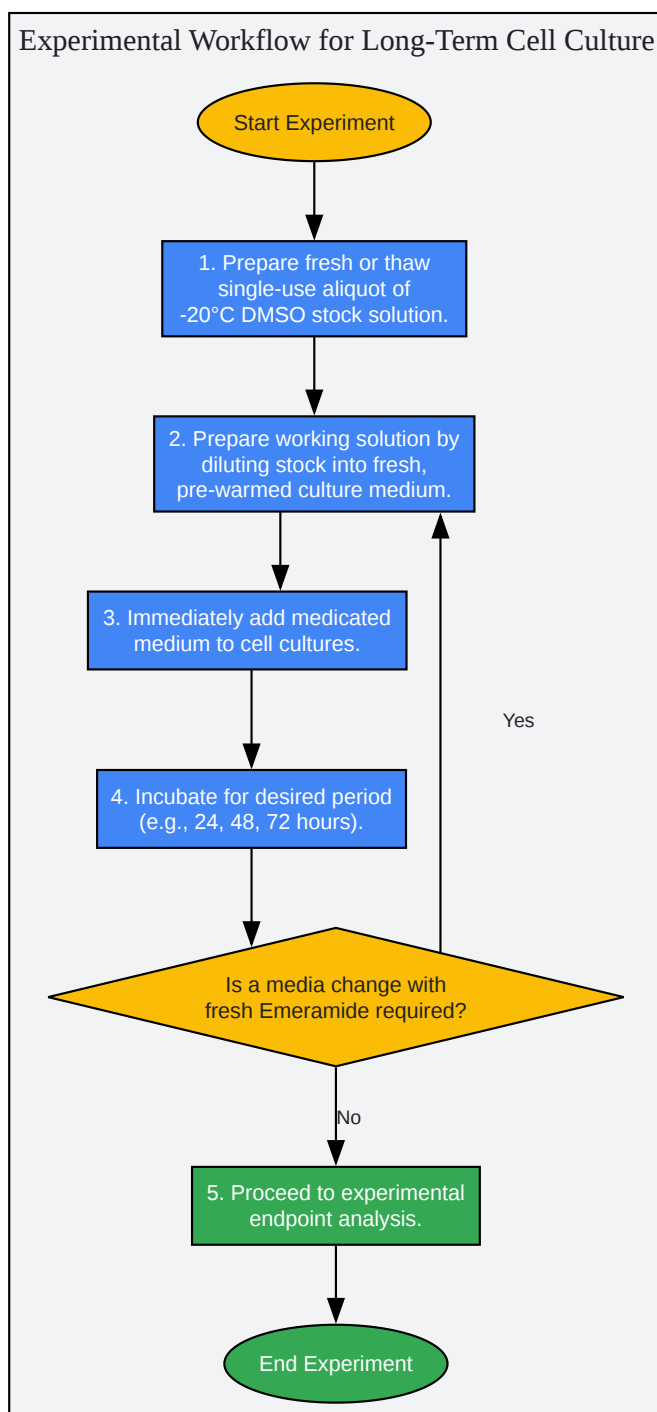 Experimental Workflow for Long-Term Cell Culture
Start Experiment
1. Prepare fresh or thaw
single-use aliquot of
-20°C DMSO stock solution.
2. Prepare working solution by
diluting stock into fresh,
pre-warmed culture medium.
3. Immediately add medicated
medium to cell cultures.
Yes
4. Incubate for desired period
(e.g., 24, 48, 72 hours).
Is a media change with
fresh Emeramide required?
No
5. Proceed to experimental
endpoint analysis.
End Experiment